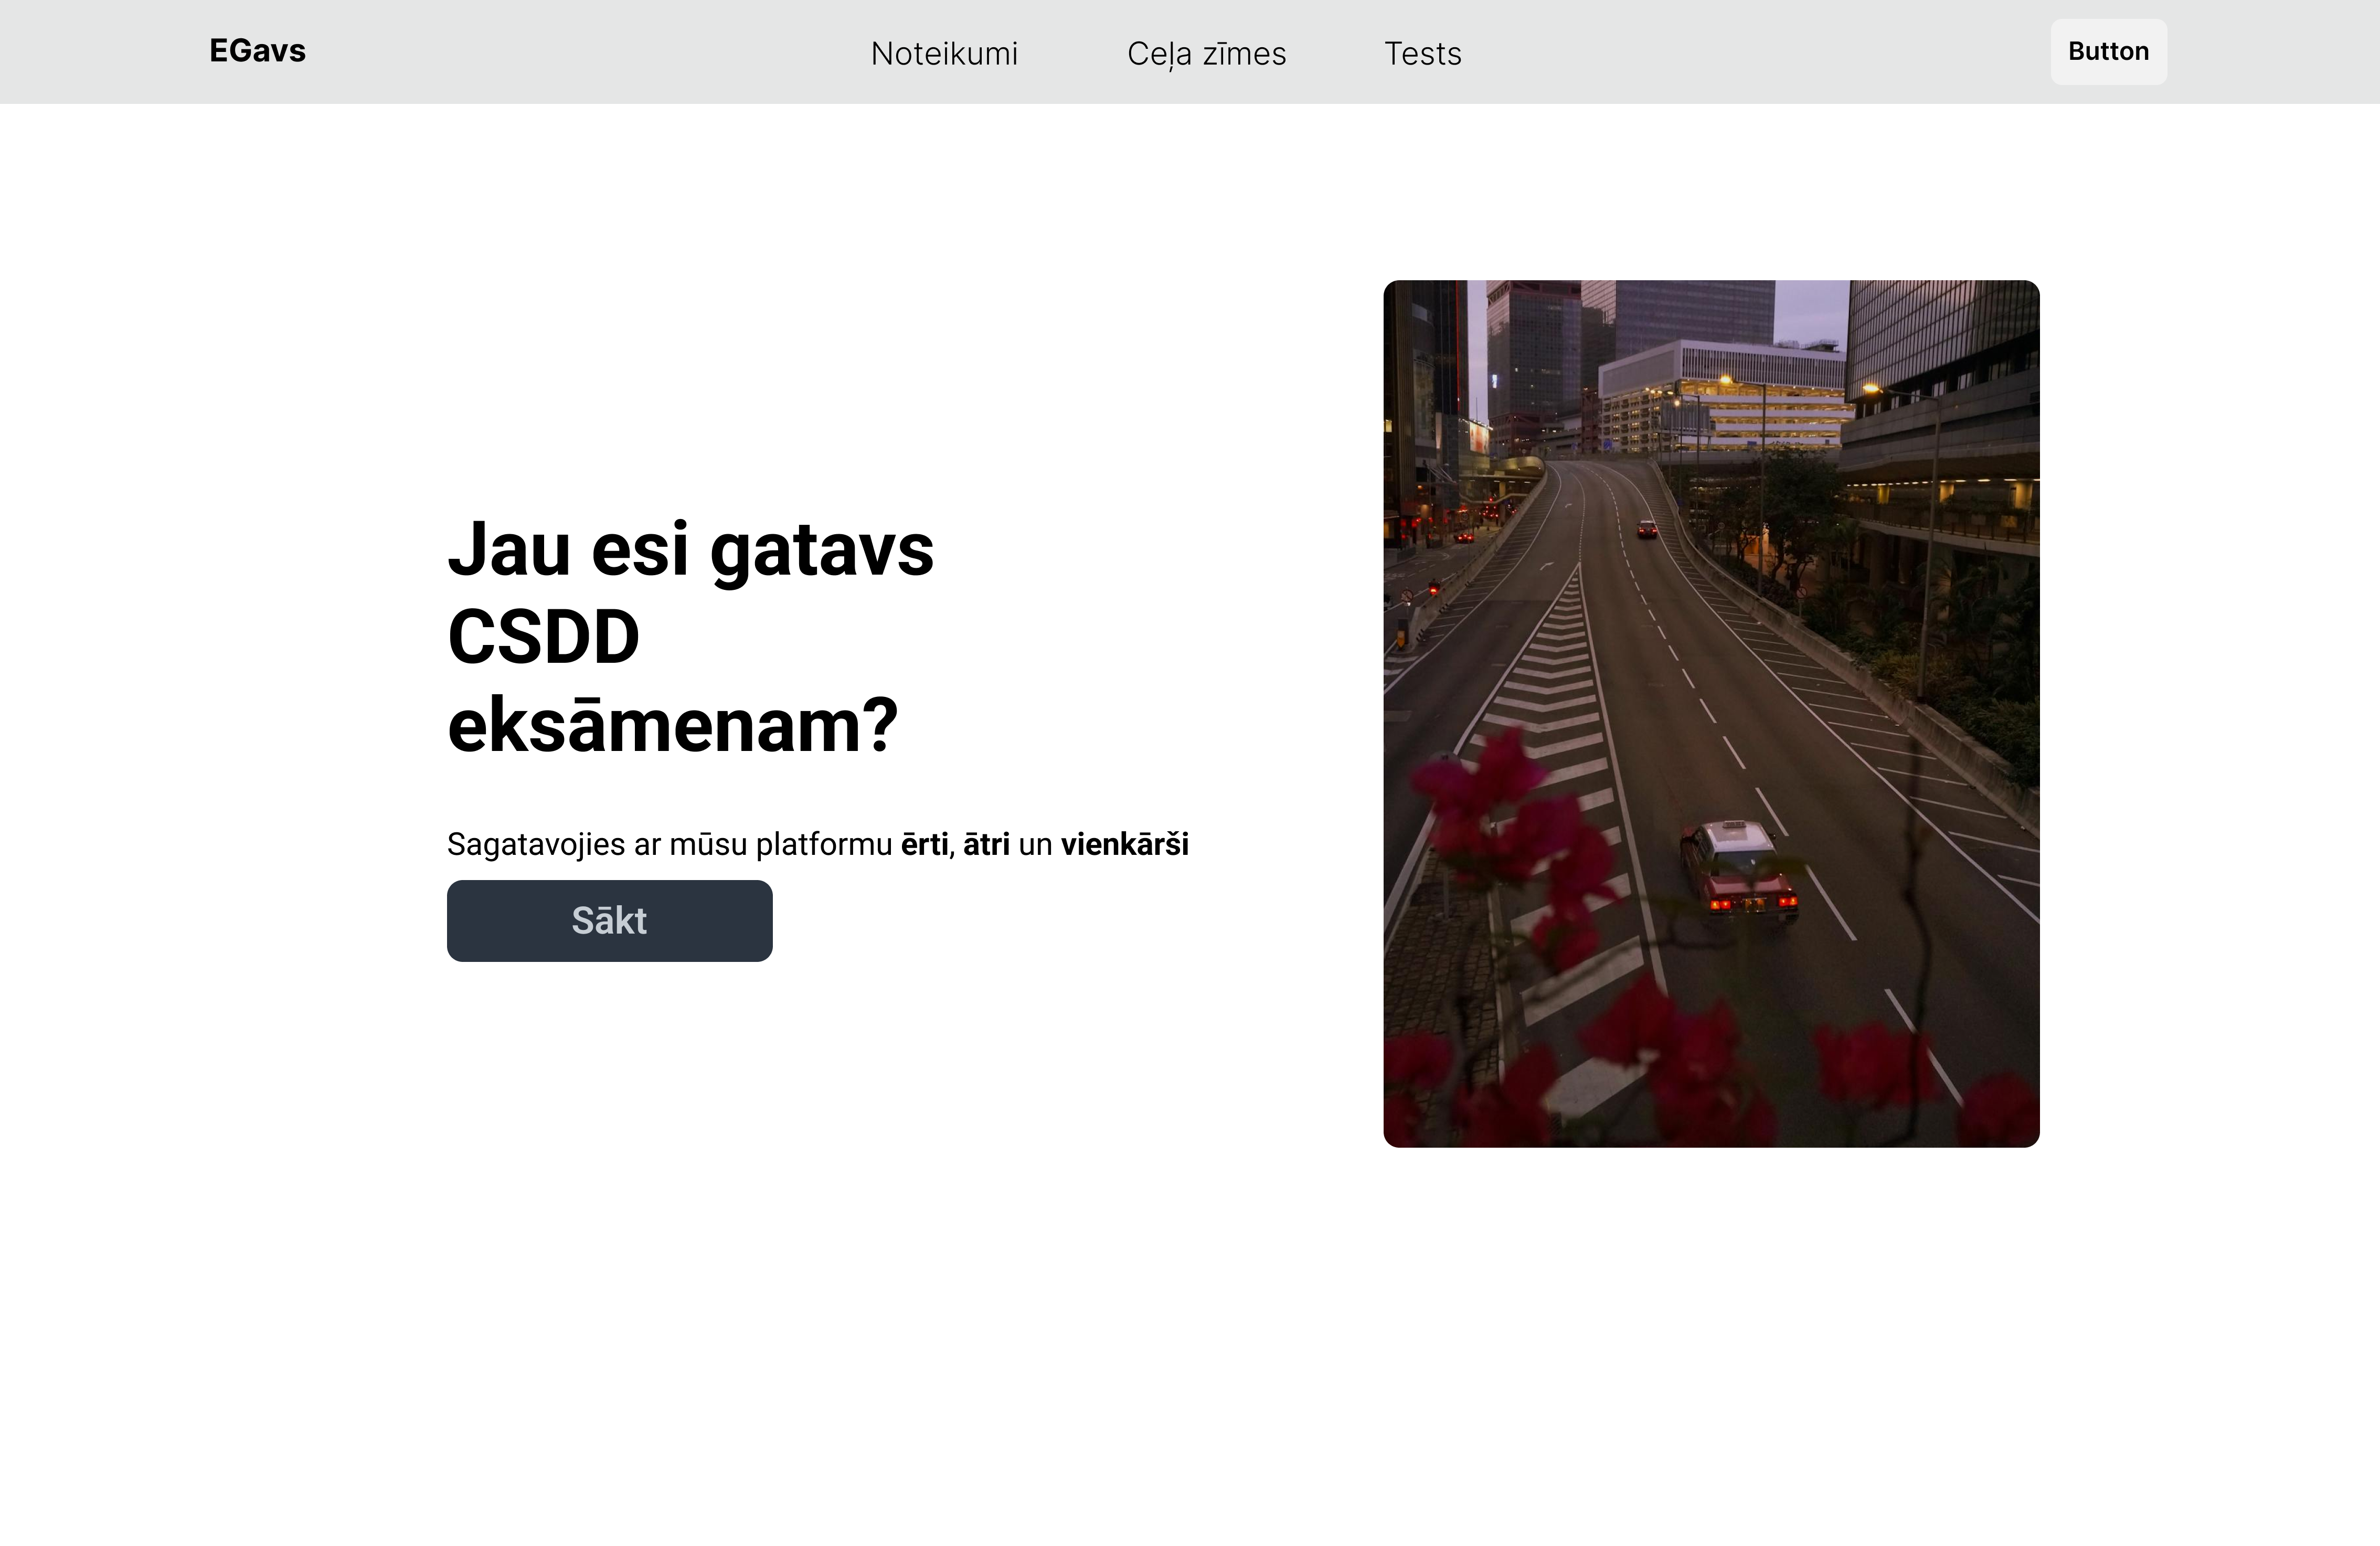 EGavs
Noteikumi
Ceļa zīmes
Tests
Button
Jau esi gatavs
CSDD
eksāmenam?
Sagatavojies ar mūsu platformu ērti, ātri un vienkārši
Sākt